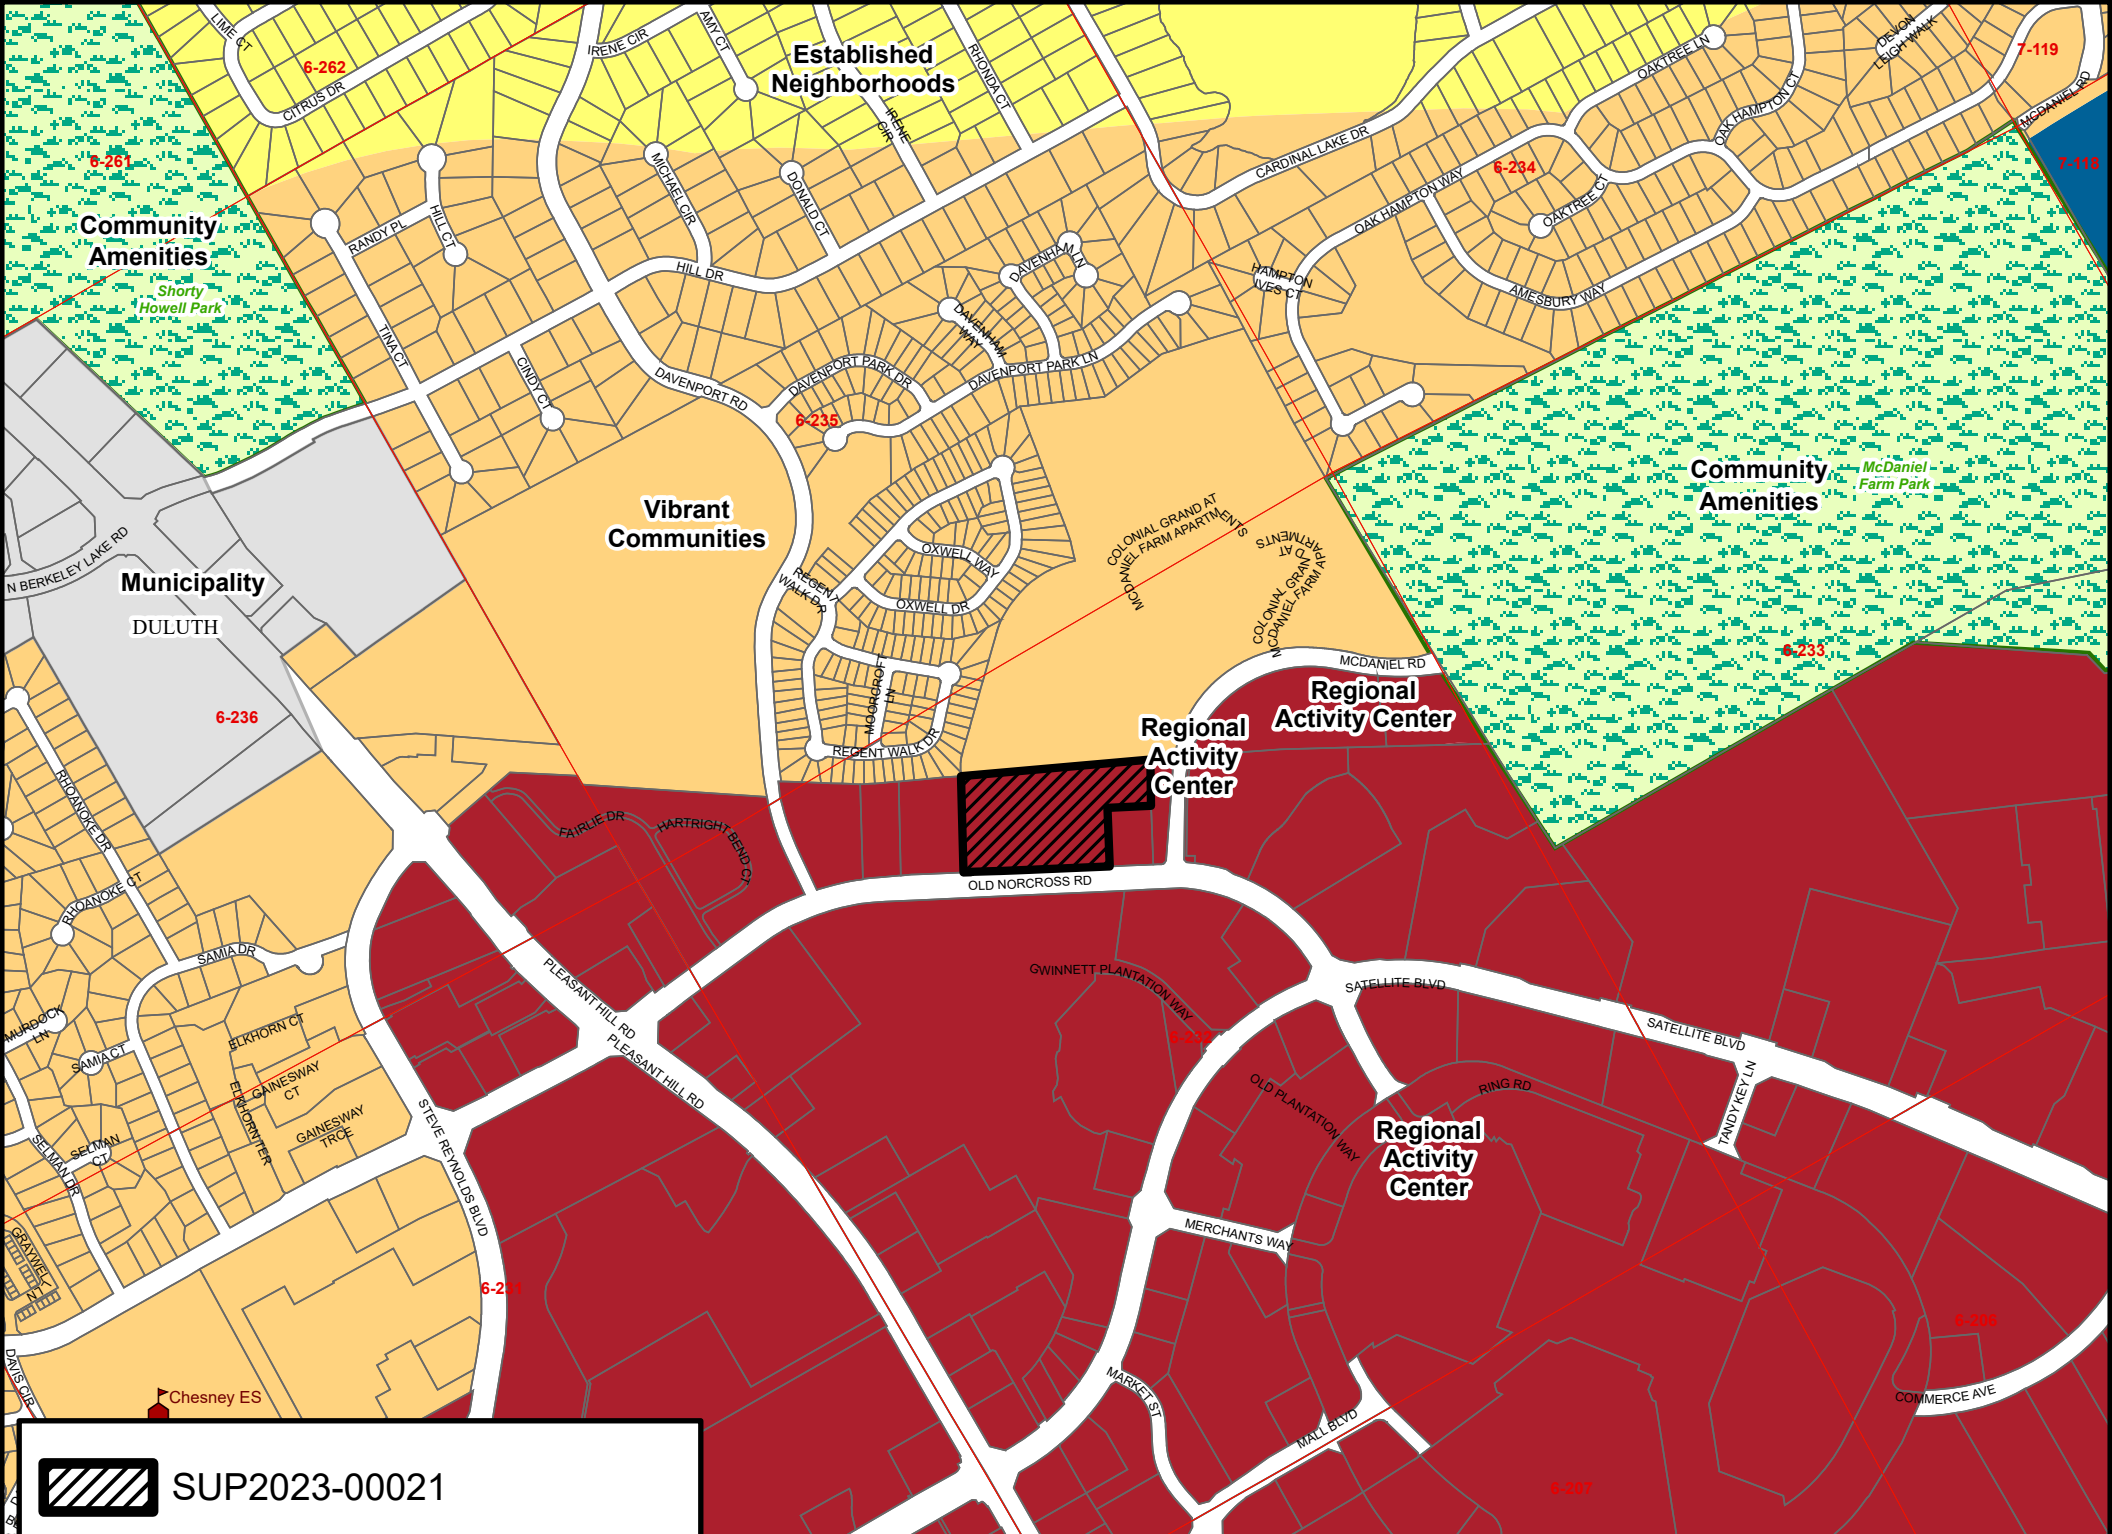 LIME CT
6-262
CITRUS DR
IRENE CIR
AMY CT
Established
Neighborhoods
RHONDA CT
IRENE
CIR
OAKTREE LN
DEVON
LEIGH WALK
7-119
MCDANIEL RD
OAK HAMPTON CT
7-118
6-261
Community
Amenities
Shorty
Howell Park
RANDY PL
HILL CT
MICHAEL CIR
DONALD CT
CARDINAL LAKE DR
6-234
OAK HAMPTON WAY
OAKTREE CT
HILL DR
DAVENHAM
LN
HAMPTON
IVES CT
AMESBURY WAY
TINA CT
CINDY CT
DAVENHAM
WAY
DAVENPORT RD
DAVENPORT PARK DR
DAVENPORT PARK LN
6-235
Vibrant
Communities
Community
Amenities
McDaniel
Farm Park
COLONIAL GRAND AT
MCDANIEL FARM APARTMENTS
COLONIAL GRAND AT
MCDANIEL FARM APARTMENTS
N BERKELEY LAKE RD
Municipality
DULUTH
OXWELL WAY
REGENT
WALK DR
OXWELL DR
6-233
MCDANIEL RD
6-236
MOORCROFT
LN
REGENT WALK DR
Regional
Activity Center
Regional
Activity
Center
RHOANOKE DR
FAIRLIE DR
HARTRIGHT BEND CT
OLD NORCROSS RD
RHOANOKE CT
SAMIA DR
PLEASANT HILL RD
GWINNETT PLANTATION WAY
SATELLITE BLVD
MURDOCK
LN
ELKHORN CT
6-232
SATELLITE BLVD
SAMIA CT
PLEASANT HILL RD
GAINESWAY
CT
ELKHORN TER
GAINESWAY
TRCE
OLD PLANTATION WAY
RING RD
TANDY KEY LN
STEVE REYNOLDS BLVD
SELMAN DR
SELMAN
CT
Regional
Activity
Center
GRAYWELL
LN
MERCHANTS WAY
6-231
6-206
DAVIS CIR
Chesney ES
MARKET ST
MALL BLVD
COMMERCE AVE
6-207
SUP2023-00021